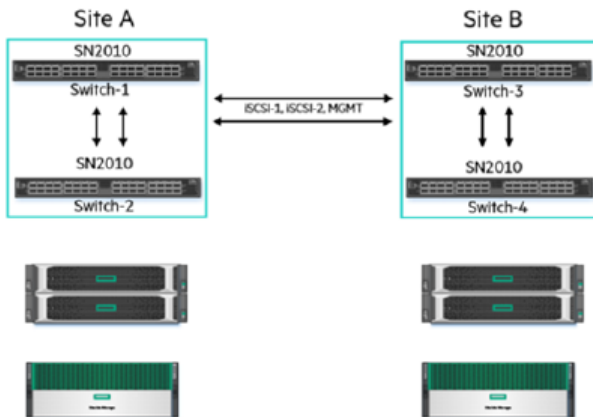 Site A
Site B
SN2010
Switch-1
SN2010
Switch-2
iSCSI-1, iSCSI-2, MGMT
SN2010
Switch-3
SN2010
Switch-4